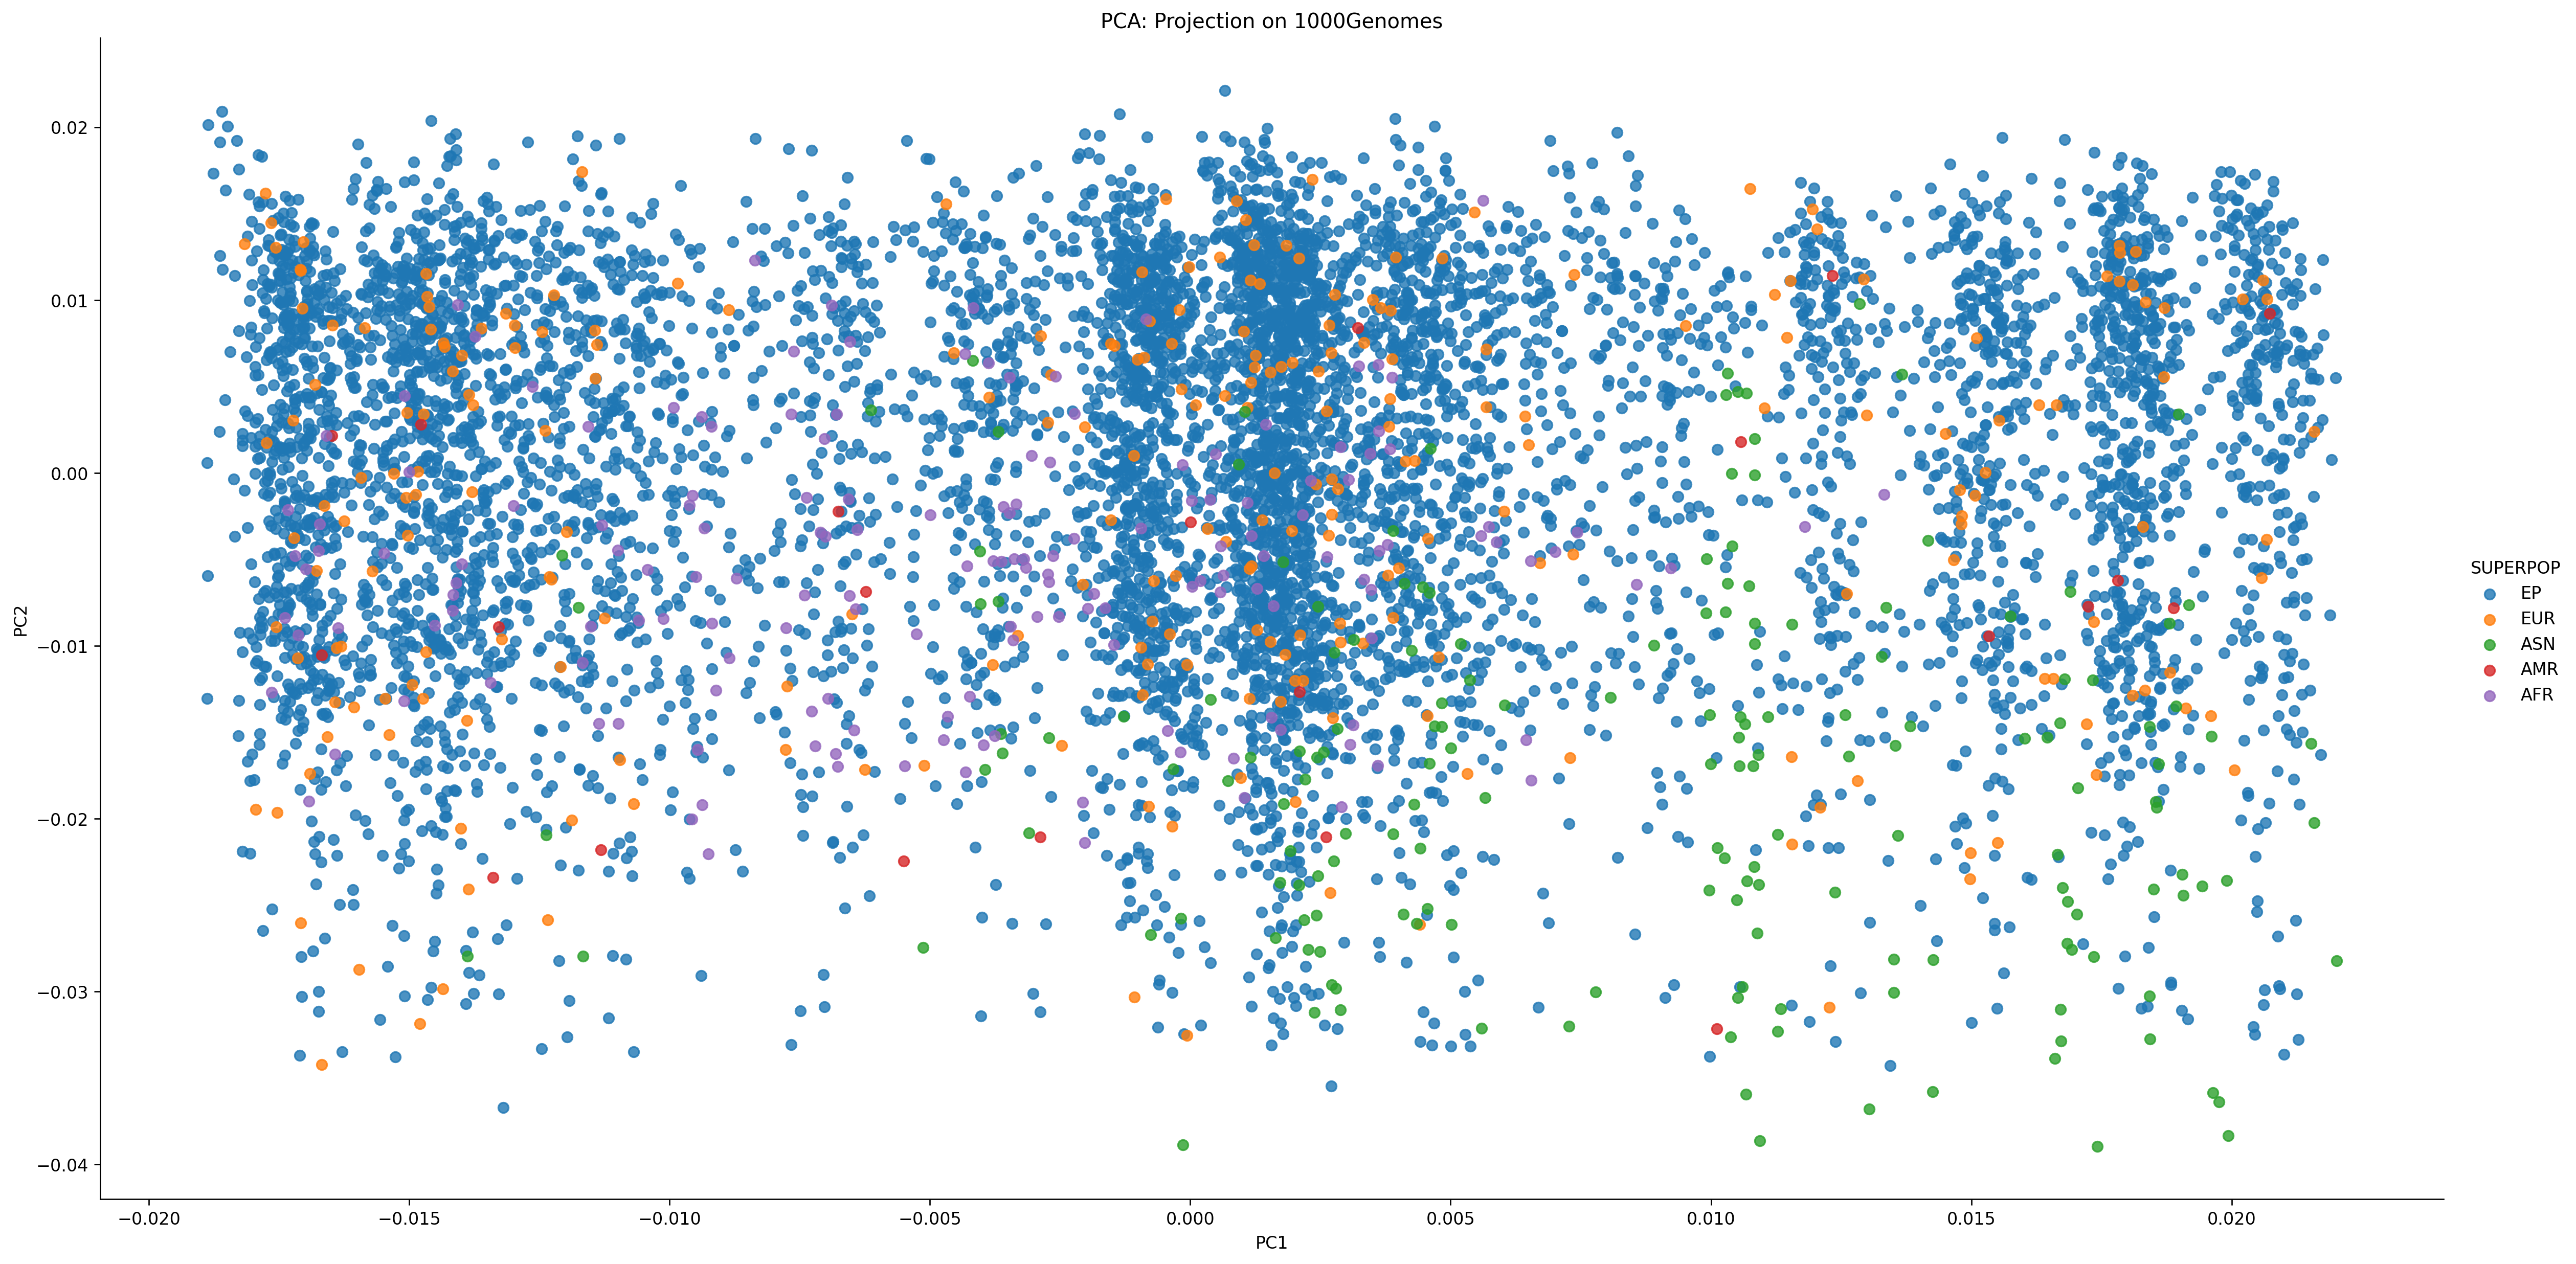 PCA: Projection on 1000Genomes
0.02
0.01
0.00
−0.01
−0.02
−0.03
−0.04
PC2
−0.020
−0.015
−0.010
−0.005
0.000
0.005
0.010
0.015
0.020
PC1
SUPERPOP
EP
EUR
ASN
AMR
AFR